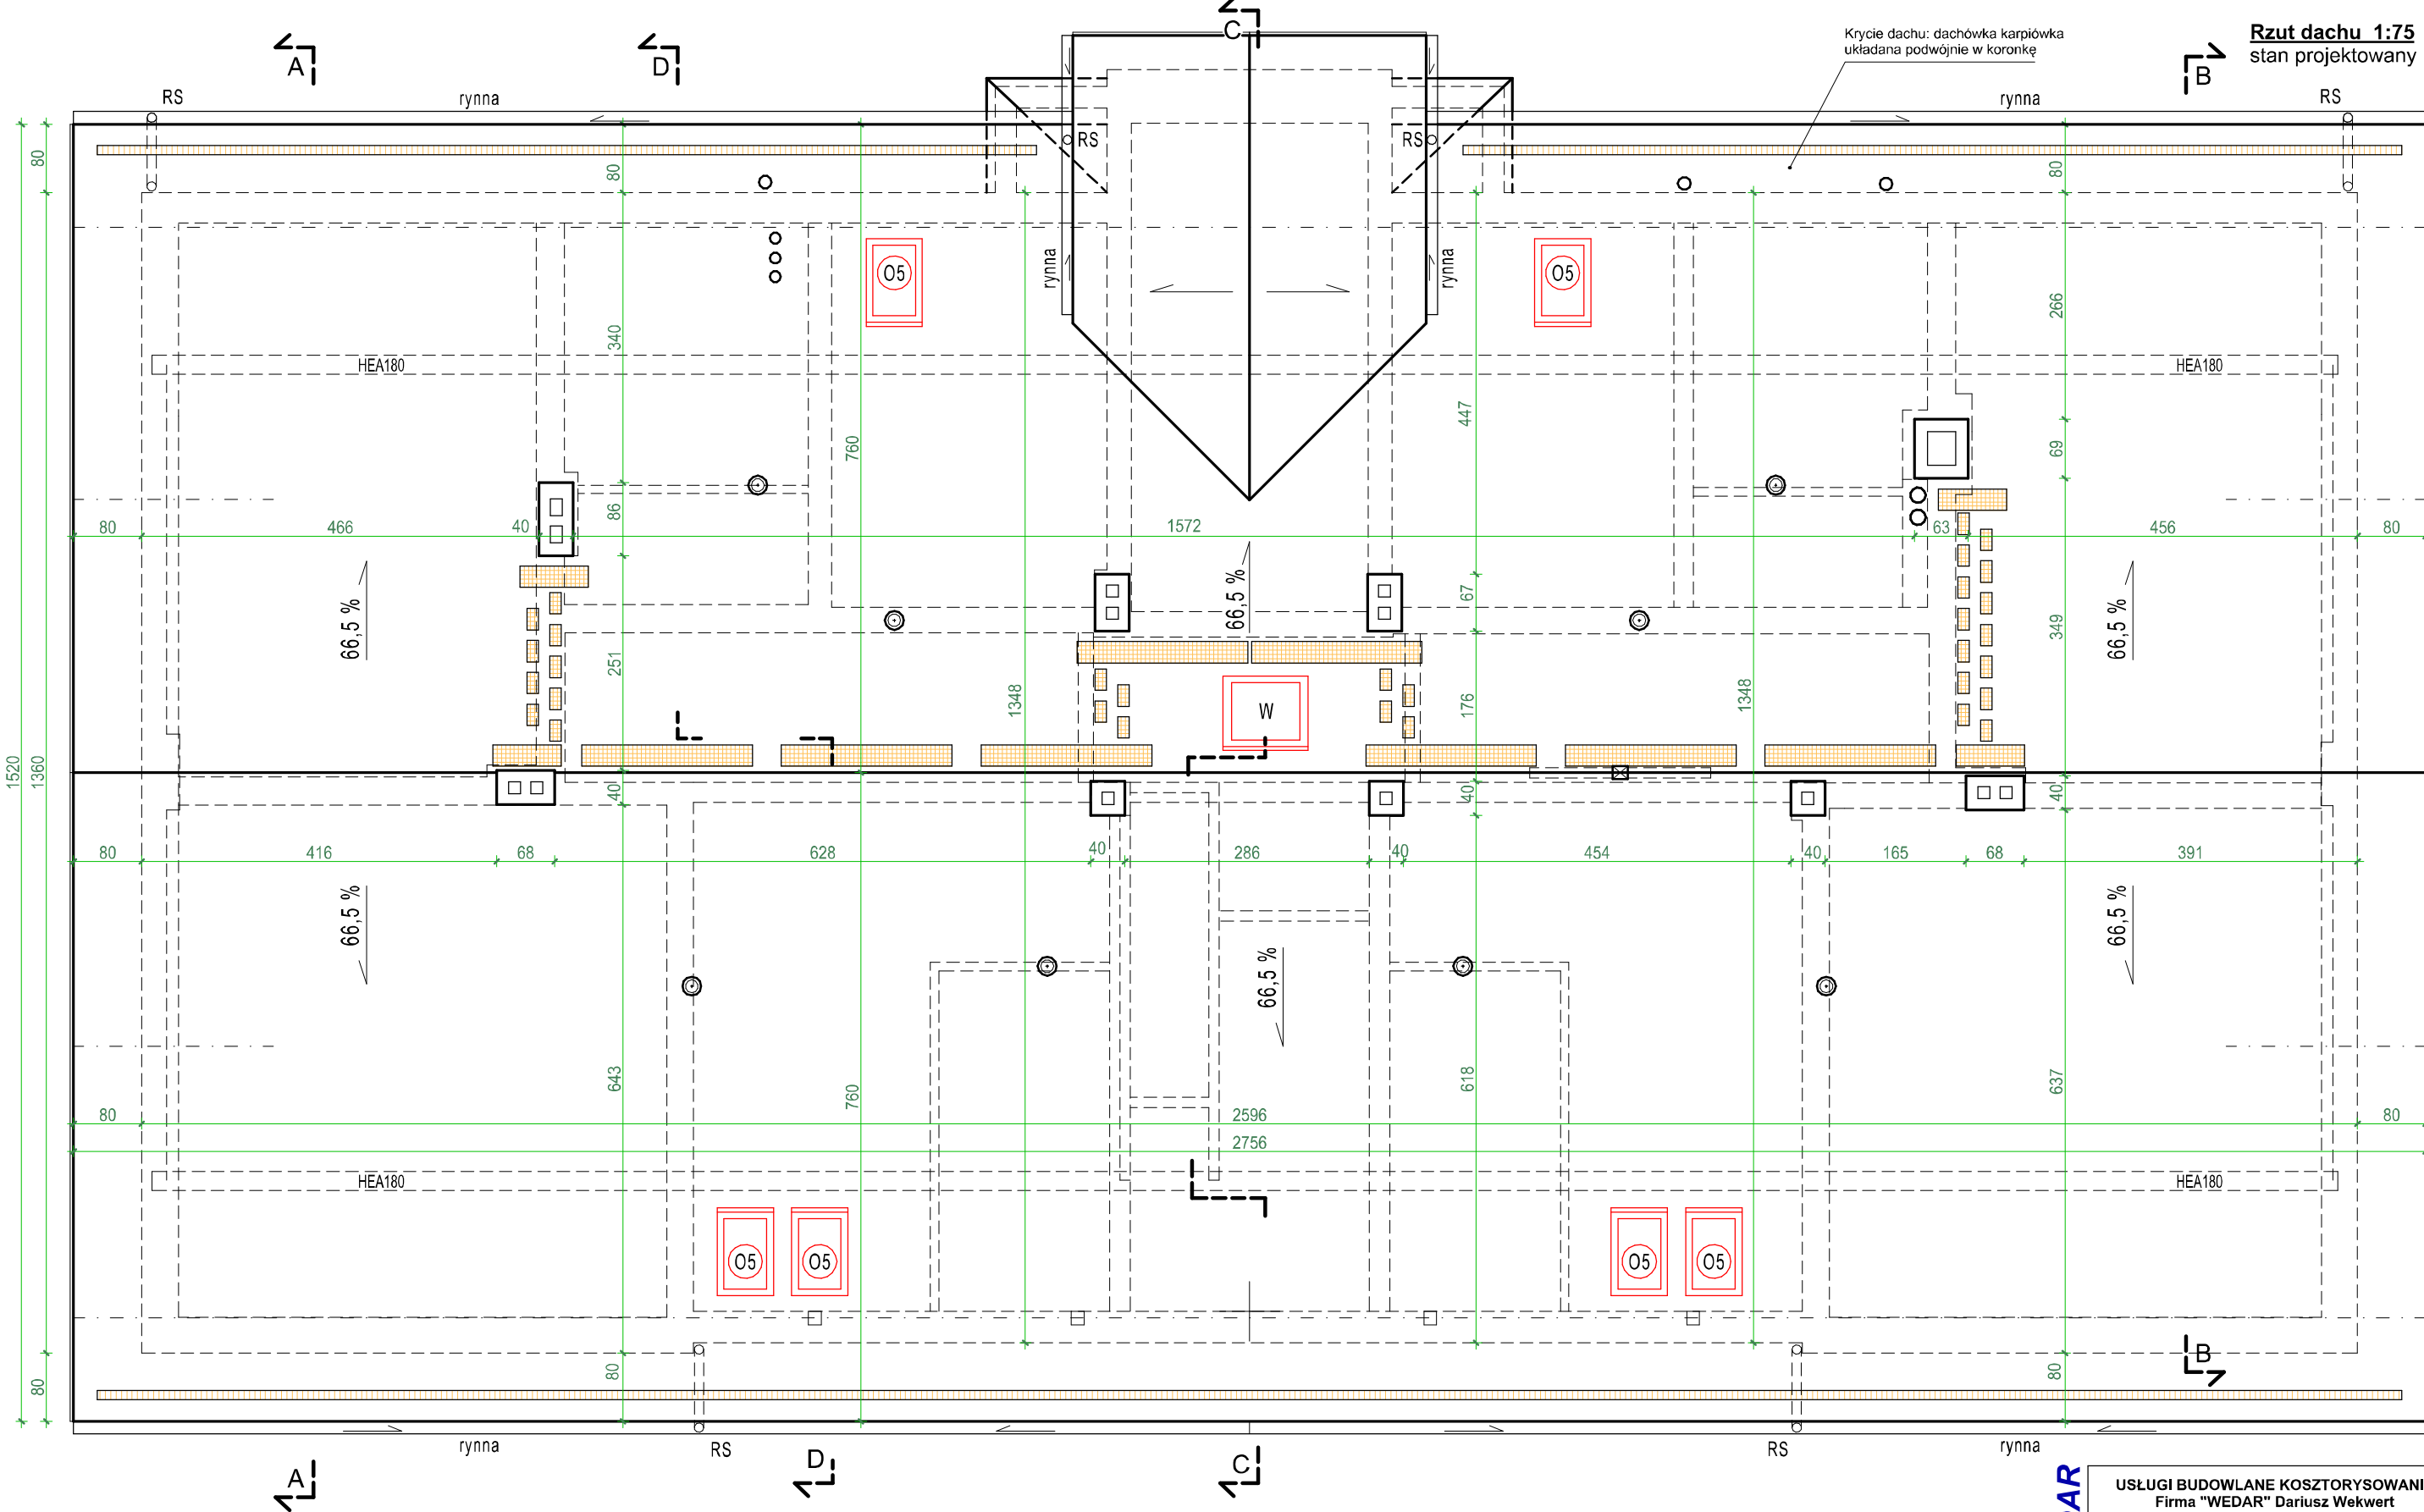 C
Krycie dachu: dachówka karpiówka
układana podwójnie w koronkę
Rzut dachu 1:75
stan projektowany
A
D
B
RS
rynna
rynna
RS
RS
RS
80
80
80
rynna
rynna
O5
O5
340
266
HEA180
HEA180
760
447
69
86
80
466
40
1572
63
456
80
66,5 %
66,5 %
66,5 %
67
349
251
1348
176
1348
W
1520
1360
40
40
40
80
416
68
628
40
286
40
454
40
165
68
391
66,5 %
66,5 %
66,5 %
643
760
618
637
80
2596
80
2756
HEA180
HEA180
O5
O5
O5
O5
80
80
80
B
rynna
RS
RS
rynna
A
D
C
AR
USŁUGI BUDOWLANE KOSZTORYSOWANI
Firma "WEDAR" Dariusz Wekwert